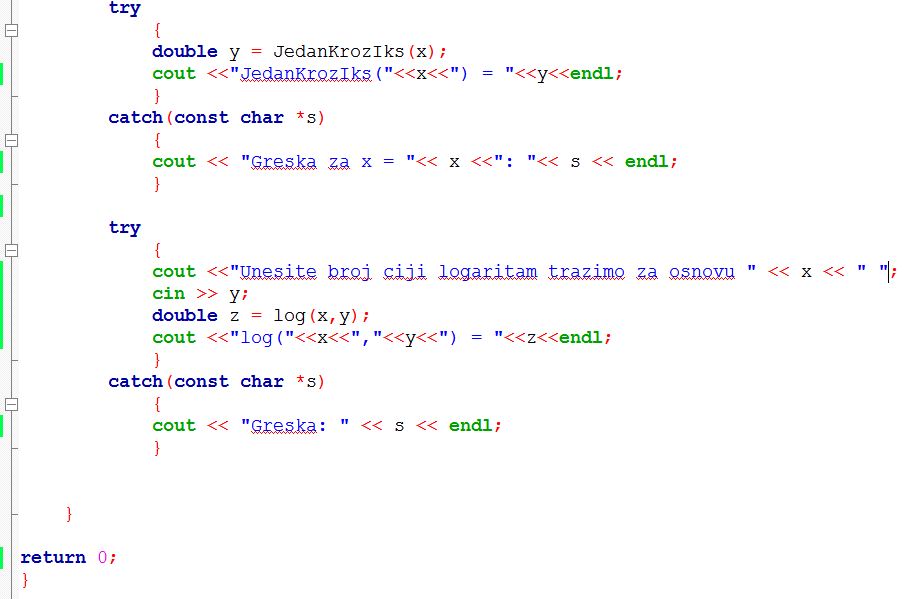 try
{
double y = JedanKrozIks(x);
cout <<"JedanKrozIks("<<x<<") = "<<y<<endl;
}
catch(const char *s)
{
cout << "Greska za x = "<< x <<": "<< s << endl;
}
try
{
cout <<"Unesite broj ciji logaritam trazimo za osnovu " << x << " ";
cin >> y;
double z = log(x,y);
cout <<"log("<<x<<","<<y<<") = "<<z<<endl;
}
catch(const char *s)
{
cout << "Greska: " << s << endl;
}
}
return 0;
}